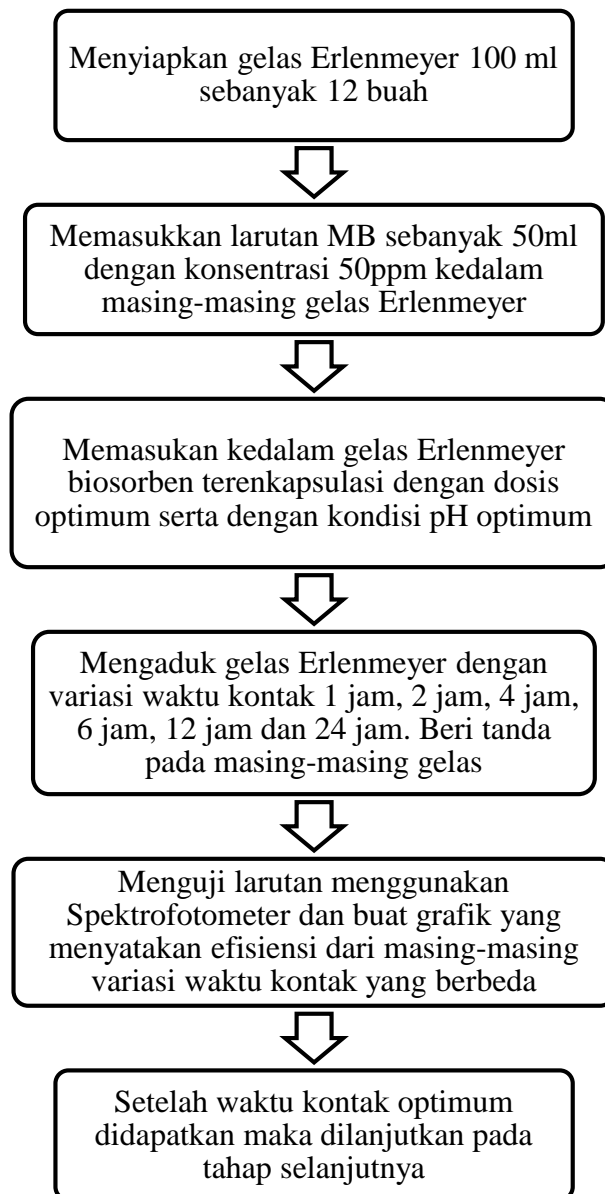 Menyiapkan gelas Erlenmeyer 100 ml
sebanyak 12 buah
Memasukkan larutan MB sebanyak 50ml
dengan konsentrasi 50ppm kedalam
masing-masing gelas Erlenmeyer
Memasukan kedalam gelas Erlenmeyer
biosorben terenkapsulasi dengan dosis
optimum serta dengan kondisi pH optimum
Mengaduk gelas Erlenmeyer dengan
variasi waktu kontak 1 jam, 2 jam, 4 jam,
6 jam, 12 jam dan 24 jam. Beri tanda
pada masing-masing gelas
Menguji larutan menggunakan
Spektrofotometer dan buat grafik yang
menyatakan efisiensi dari masing-masing
variasi waktu kontak yang berbeda
Setelah waktu kontak optimum
didapatkan maka dilanjutkan pada
tahap selanjutnya